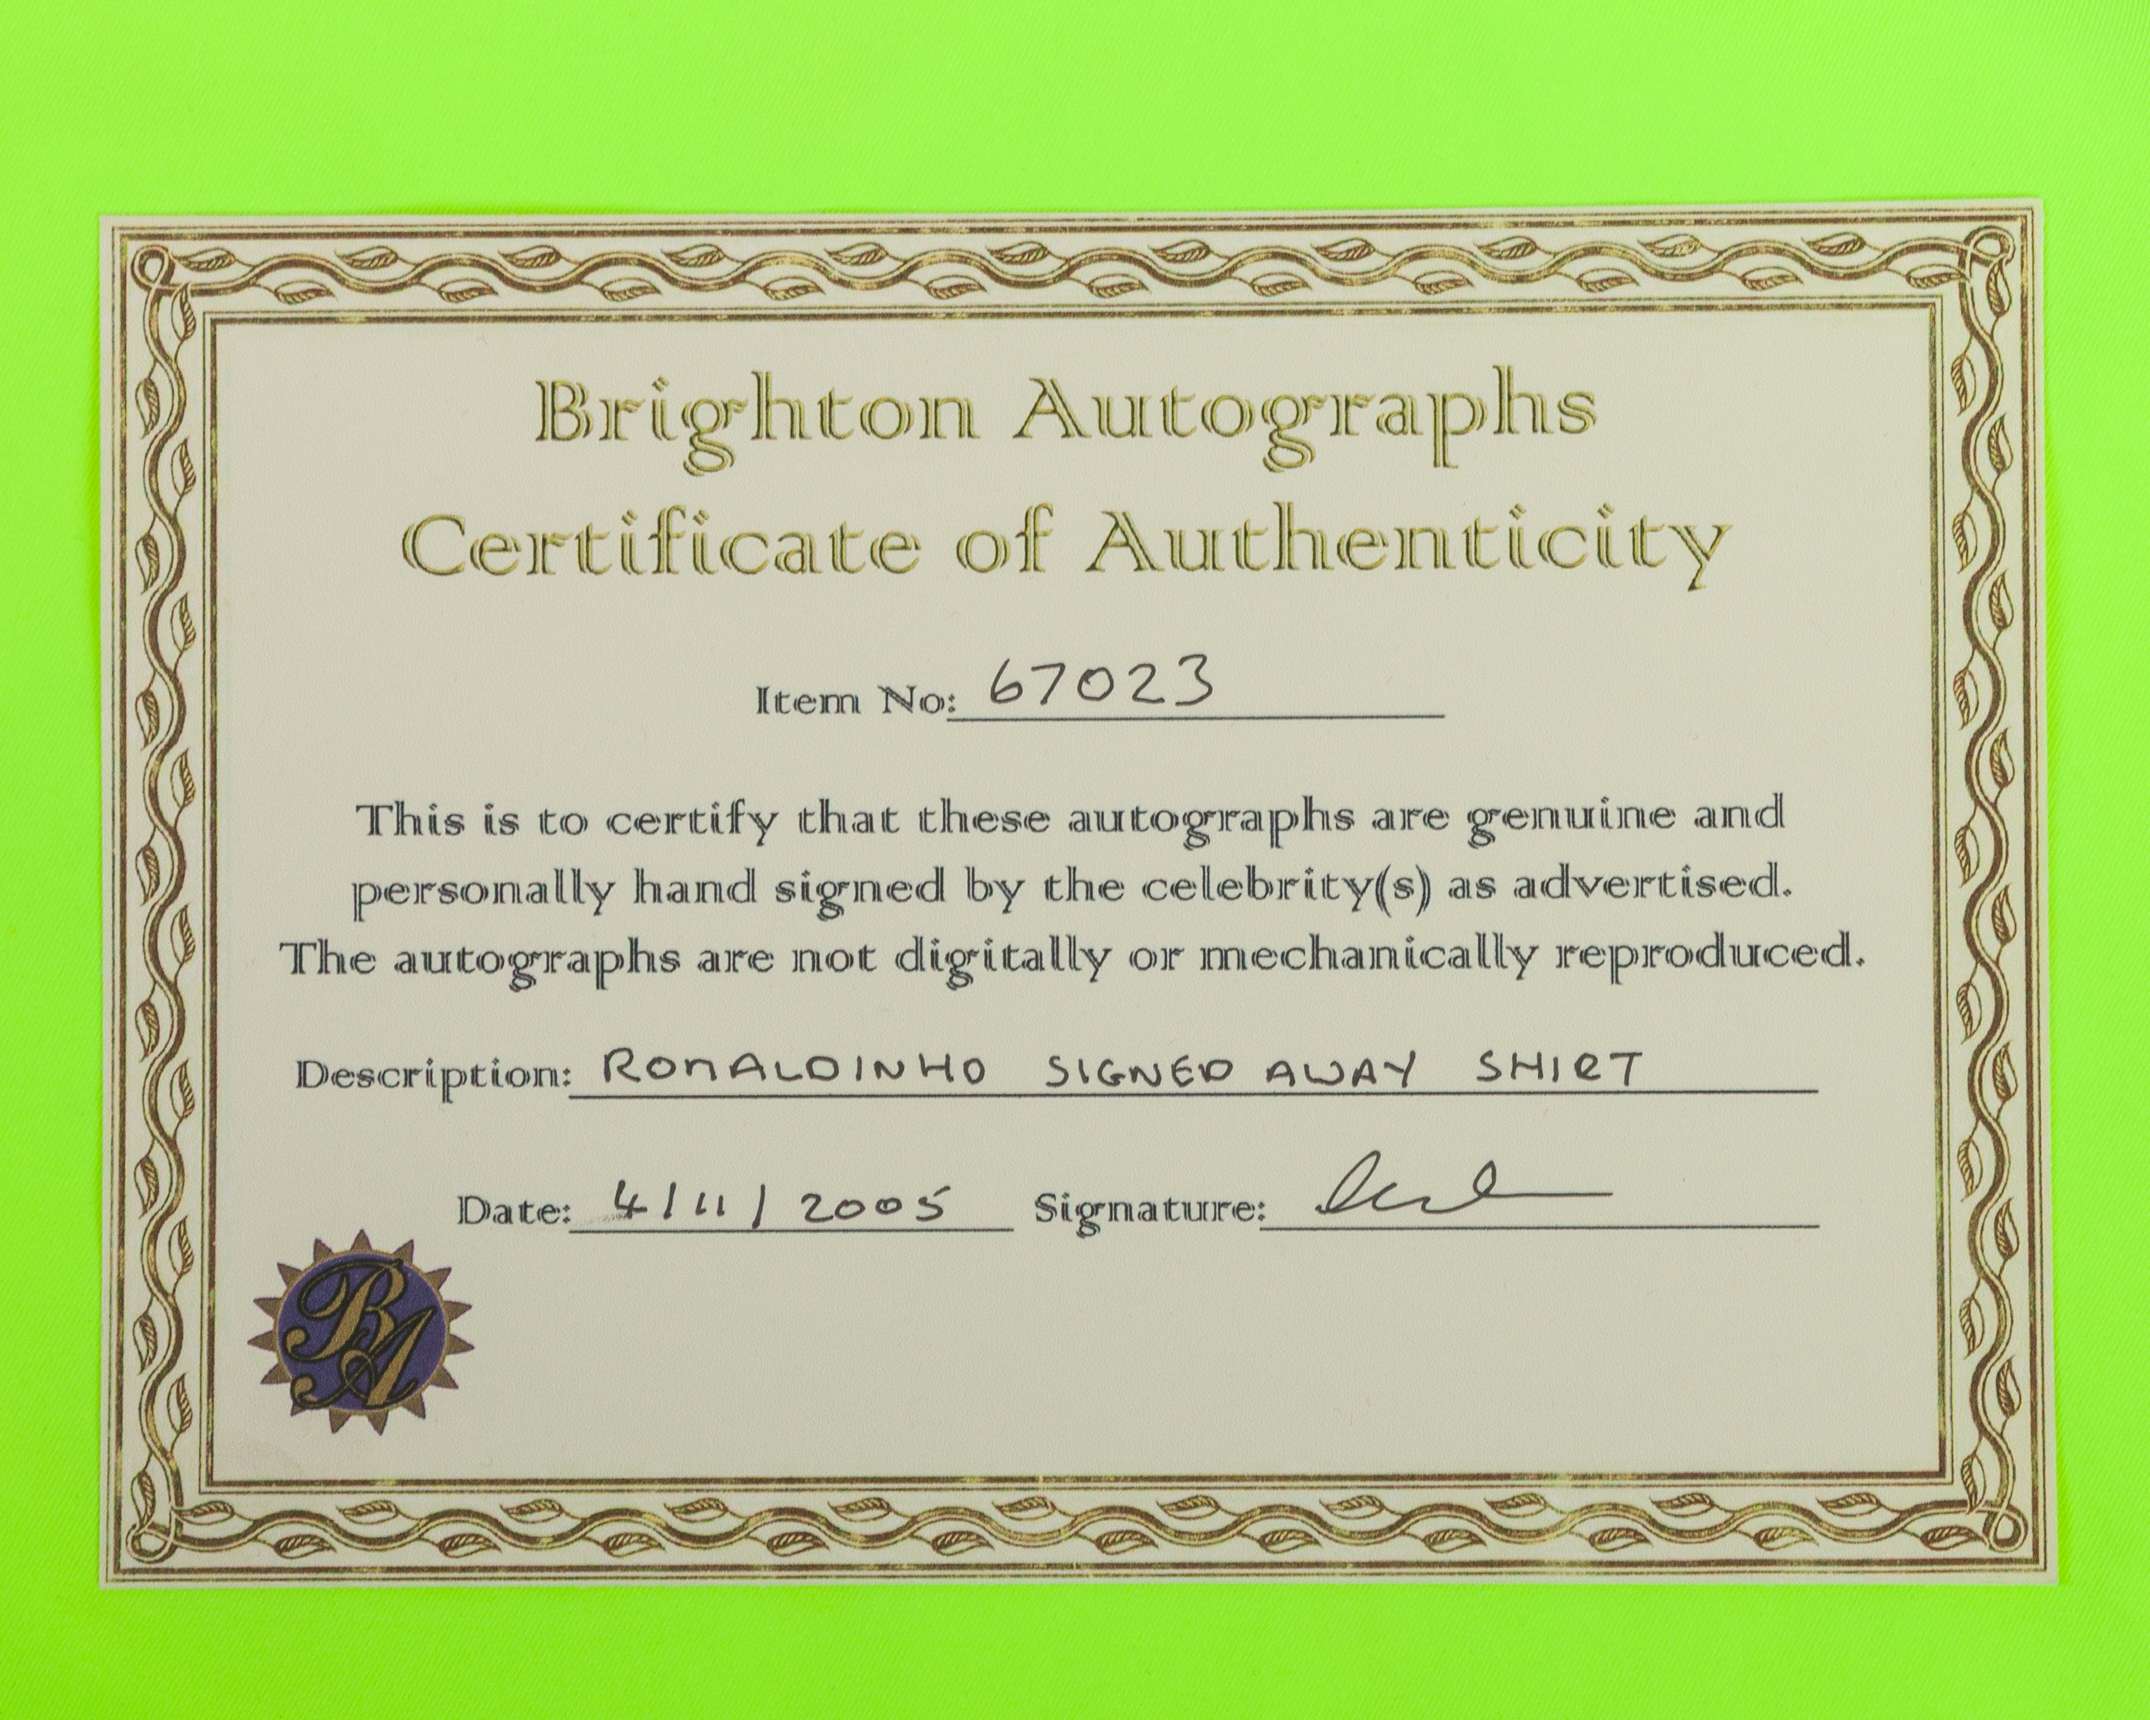 Brighton Autographs
Certificate of Authenticity
Item No: 67023
This is to certify that these autographs are genuine and
personally hand signed by the celebrity(s) as advertised.
The autographs are not digitally or mechanically reproduced.
Description: RONALDINHO SIGNED AWAY SHIRT
Date: 4/11/2005 Signature:
BA